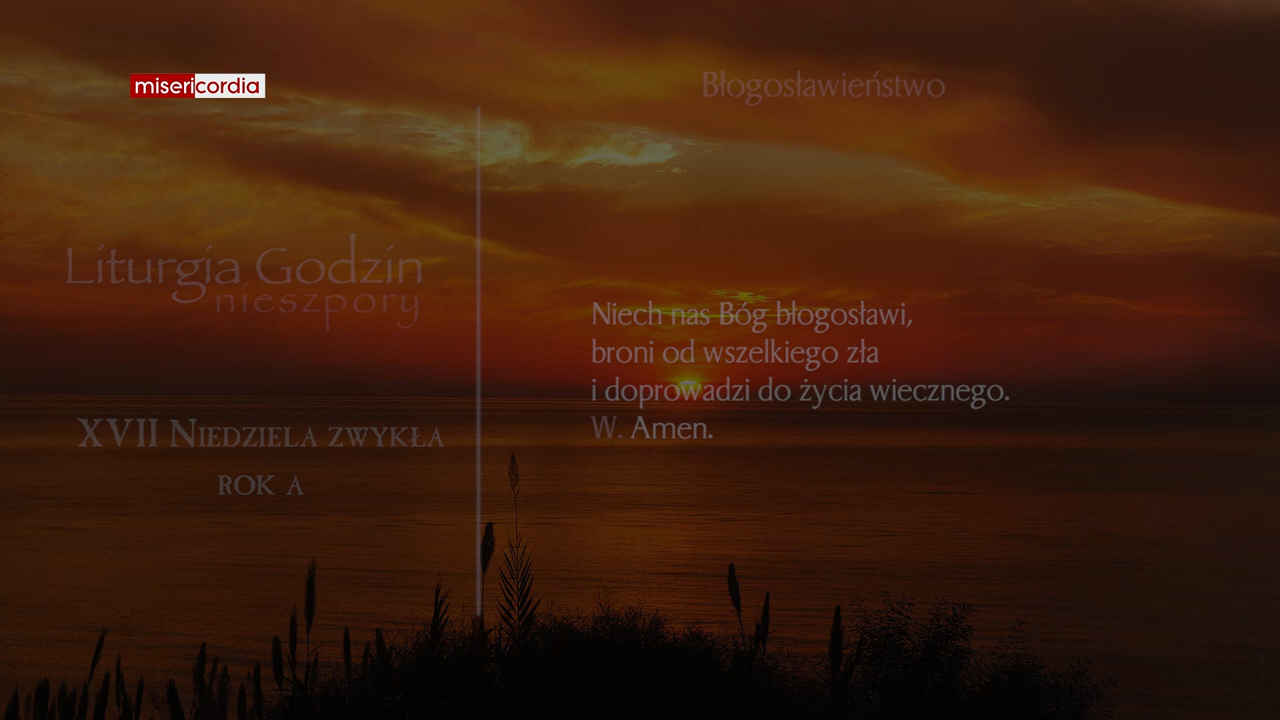 misericordia
Liturgia Godzin
nieszpory
XVII Niedziela zwykła
rok a
Błogosławieństwo
Niech nas Bóg błogosławi,
broni od wszelkiego zła
i doprowadzi do życia wiecznego.
W. Amen.